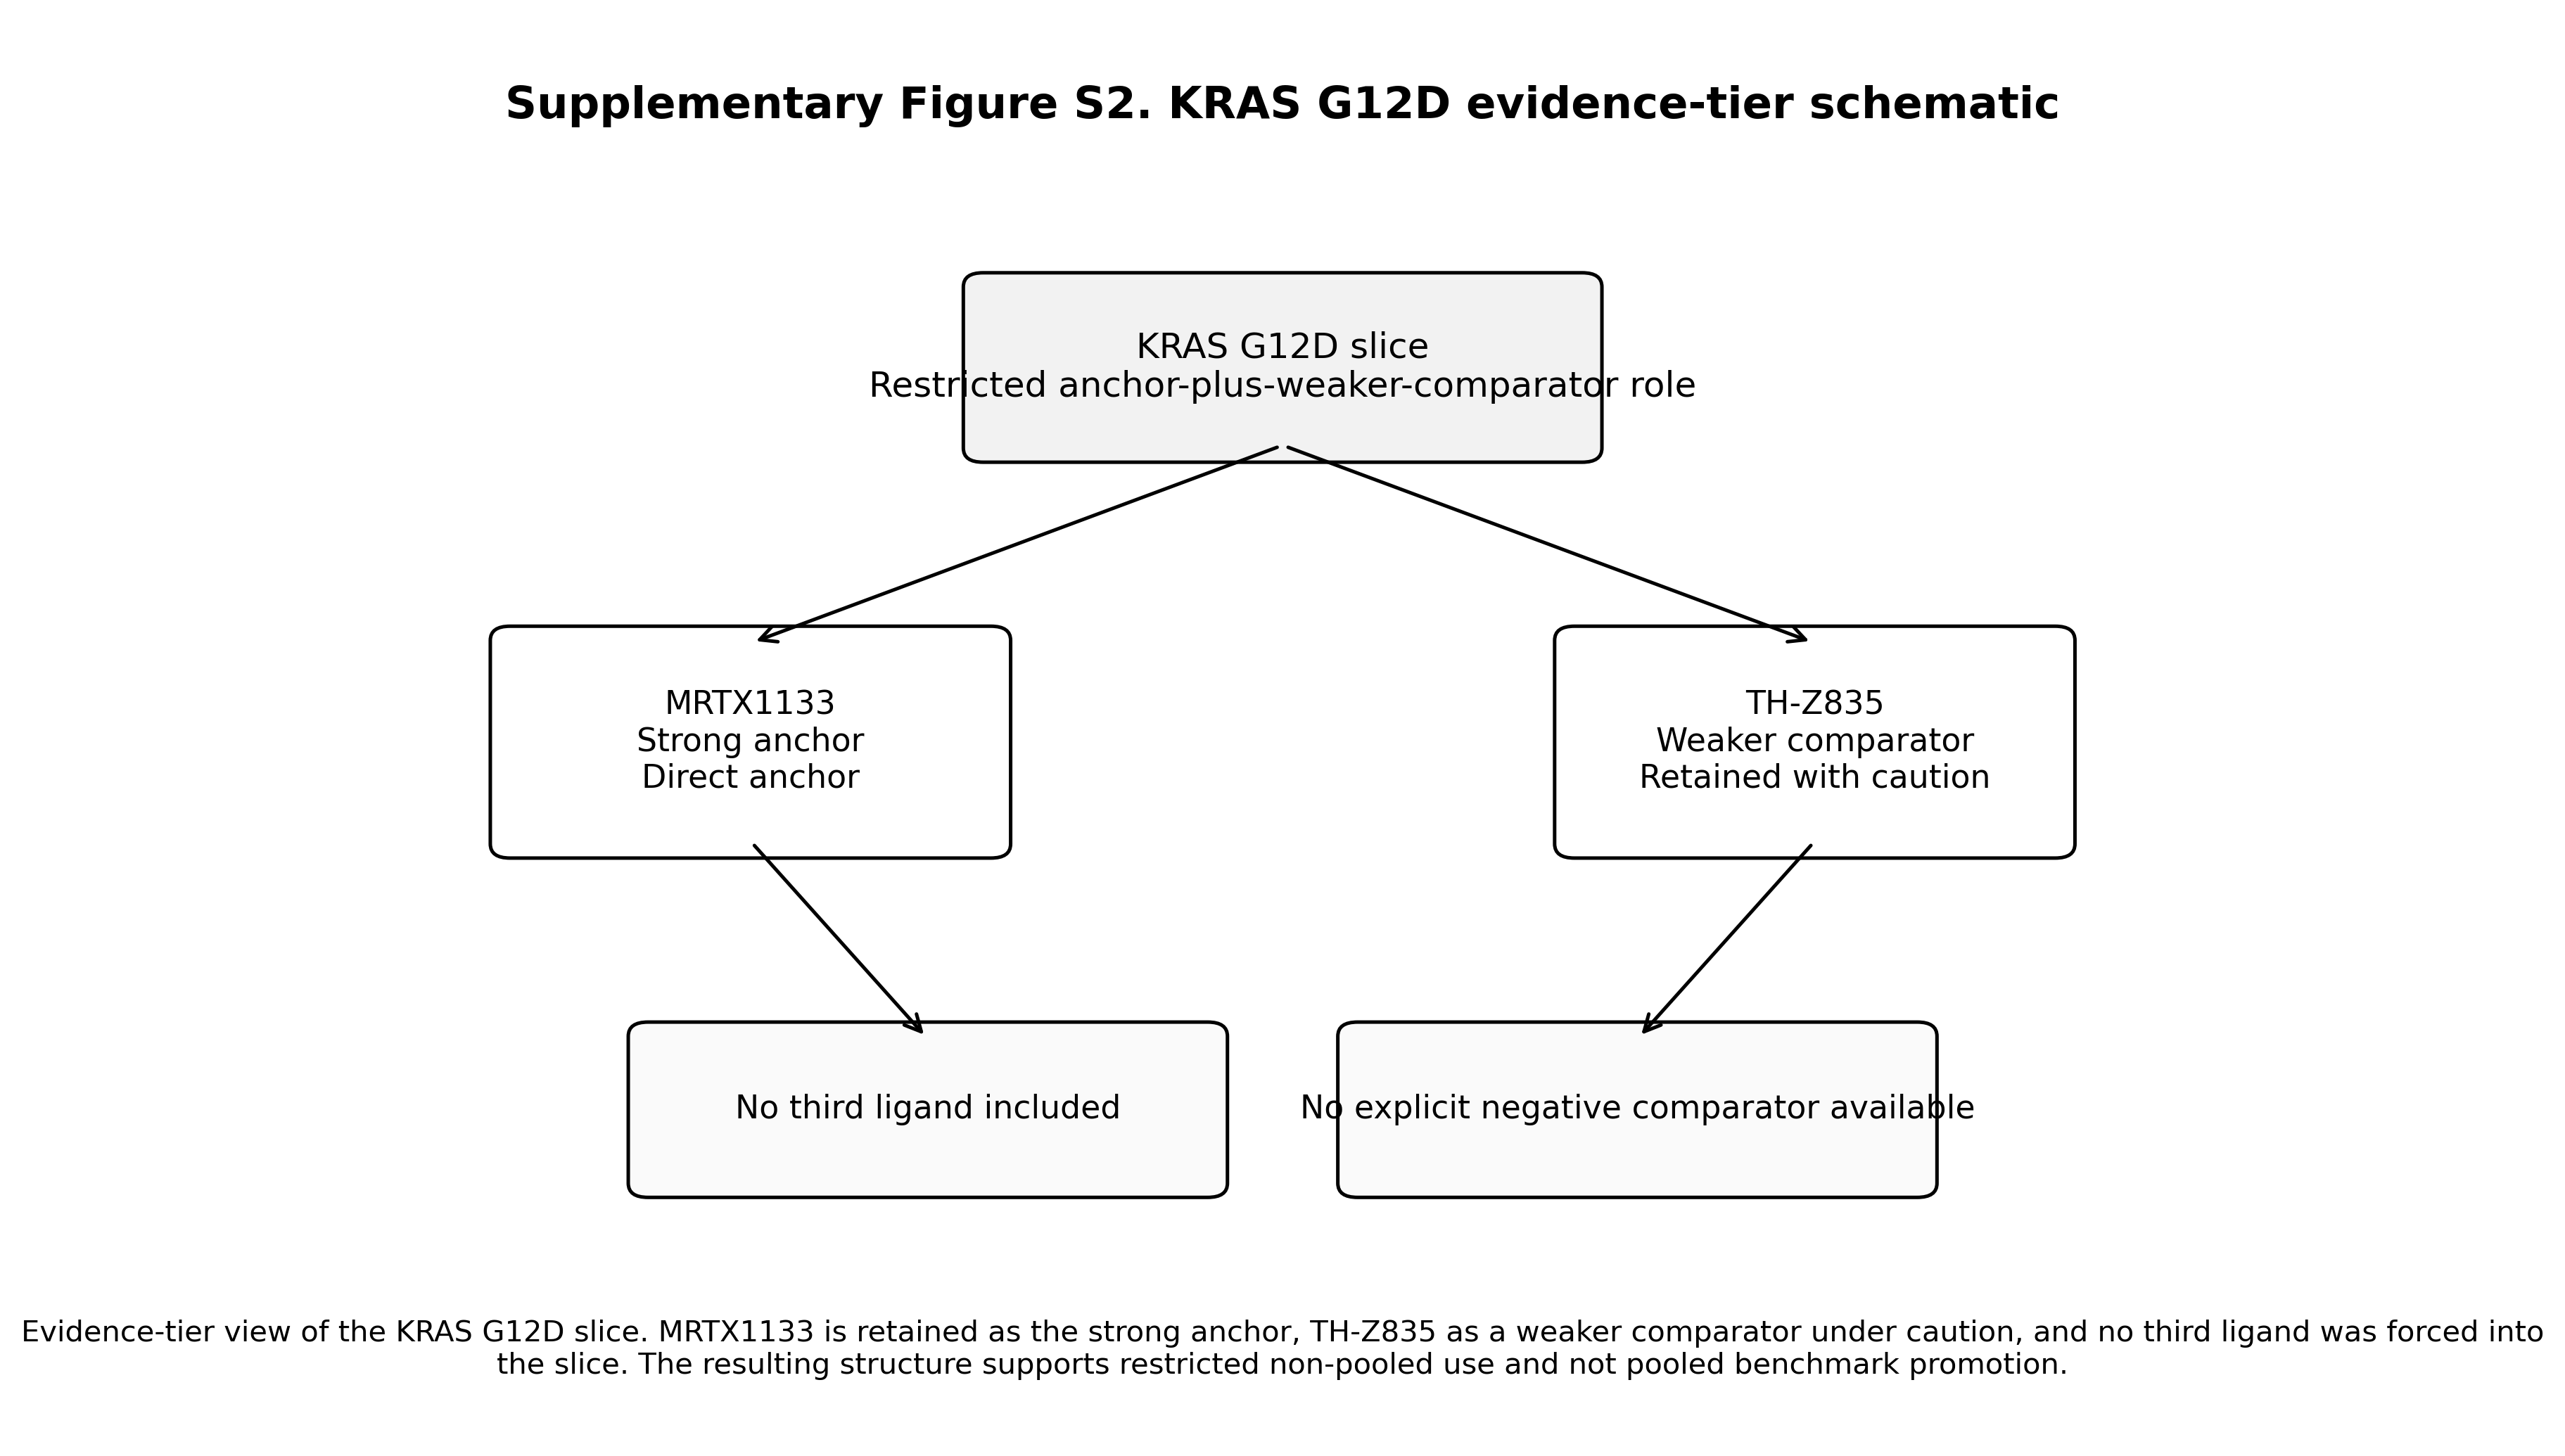 Supplementary Figure S2. KRAS G12D evidence-tier schematic
KRAS G12D slice
Restricted anchor-plus-weaker-comparator role
MRTX1133
Strong anchor
Direct anchor
TH-Z835
Weaker comparator
Retained with caution
No third ligand included
No explicit negative comparator available
Evidence-tier view of the KRAS G12D slice. MRTX1133 is retained as the strong anchor, TH-Z835 as a weaker comparator under caution, and no third ligand was forced into
the slice. The resulting structure supports restricted non-pooled use and not pooled benchmark promotion.